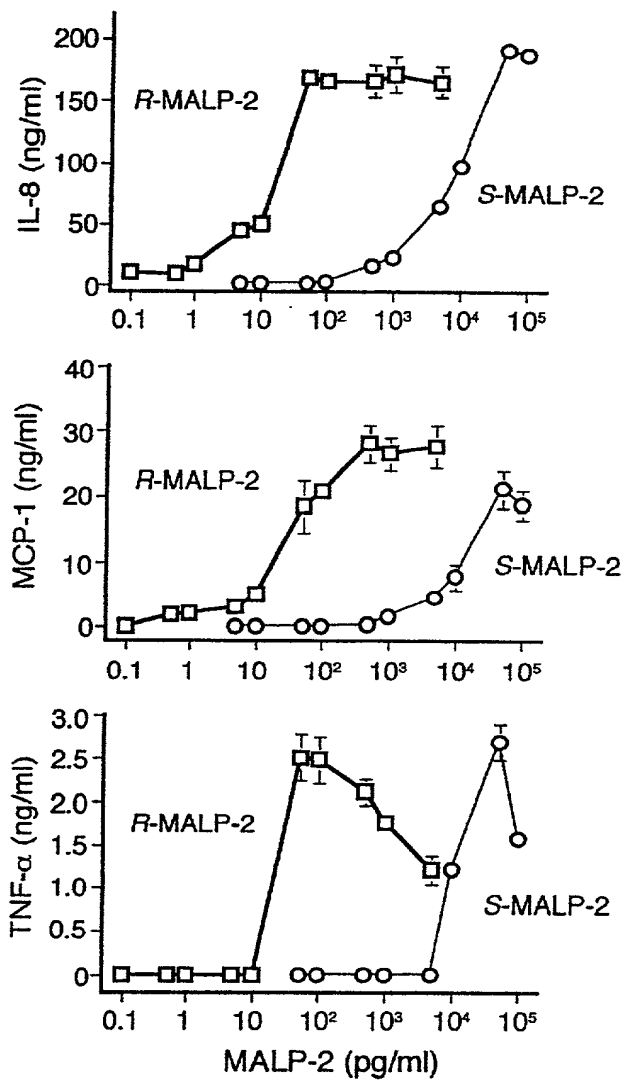 IL-8 (ng/ml)
200
150
100
50
0
R-MALP-2
S-MALP-2
0.1 1 10 10² 10³ 10⁴ 10⁵
MCP-1 (ng/ml)
40
30
20
10
0
R-MALP-2
S-MALP-2
0.1 1 10 10² 10³ 10⁴ 10⁵
TNF-α (ng/ml)
3.0
2.5
2.0
1.5
1.0
0.5
0
R-MALP-2
S-MALP-2
0.1 1 10 10² 10³ 10⁴ 10⁵
MALP-2 (pg/ml)